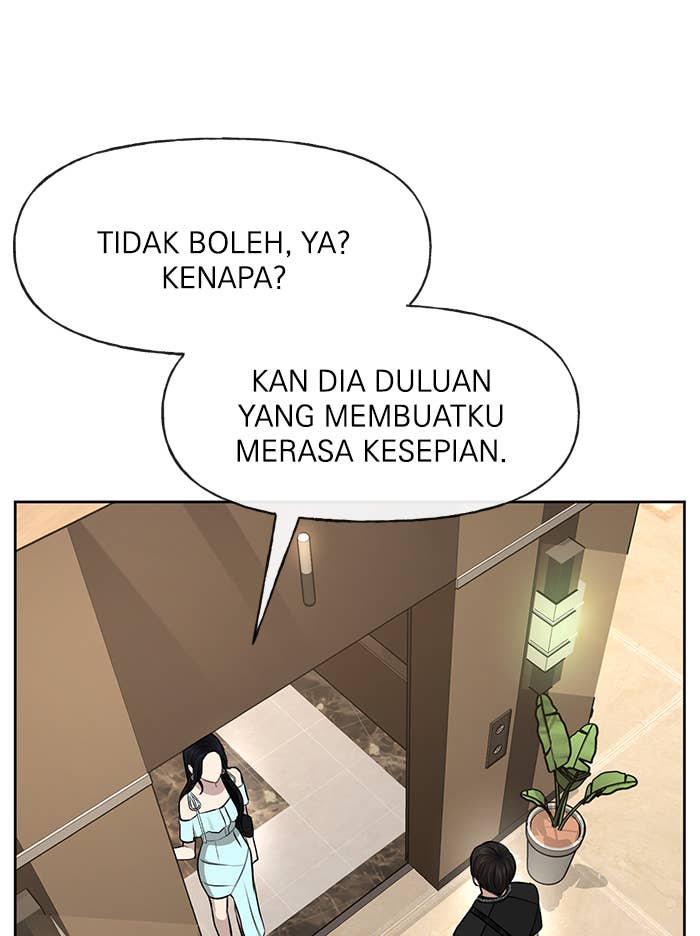 TIDAK BOLEH, YA?
KENAPA?
KAN DIA DULUAN
YANG MEMBUATKU
MERASA KESEPIAN.